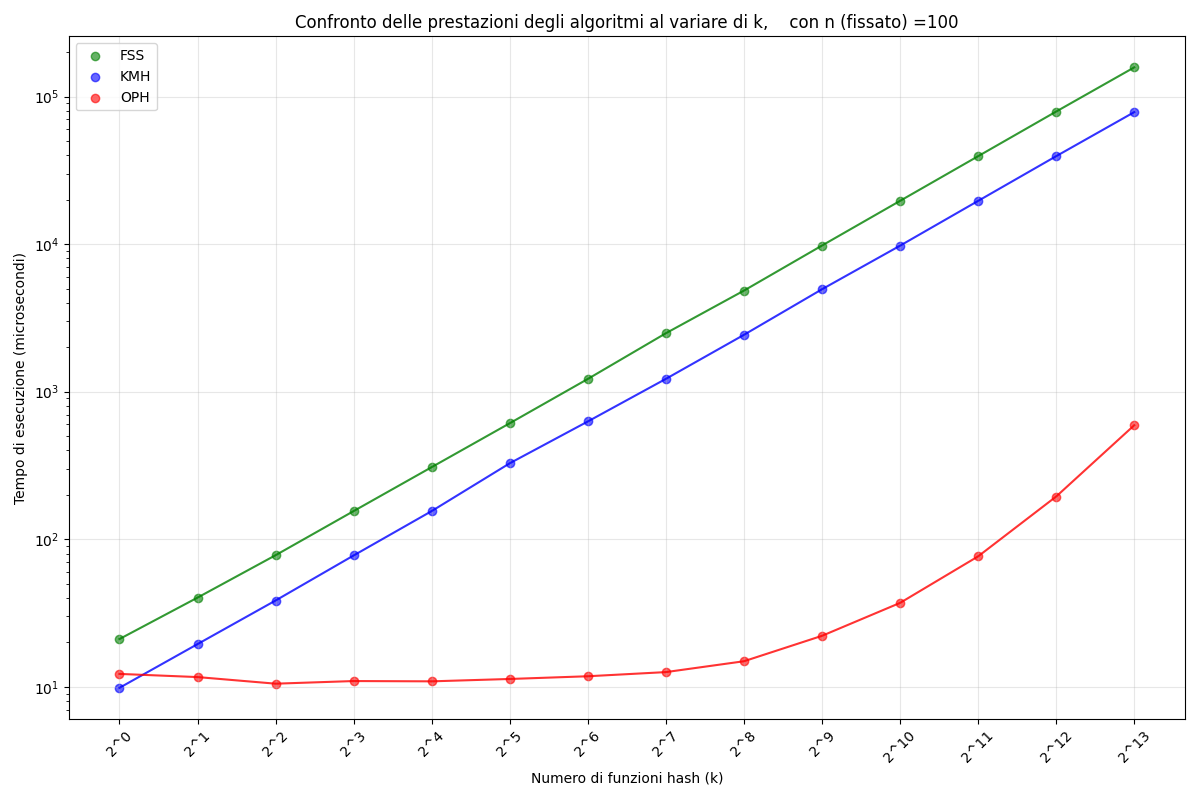 Confronto delle prestazioni degli algoritmi al variare di k,    con n (fissato) =100
FSS
KMH
OPH
Tempo di esecuzione (microsecondi)
10^5
10^4
10^3
10^2
10^1
2^0 2^1 2^2 2^3 2^4 2^5 2^6 2^7 2^8 2^9 2^10 2^11 2^12 2^13
Numero di funzioni hash (k)